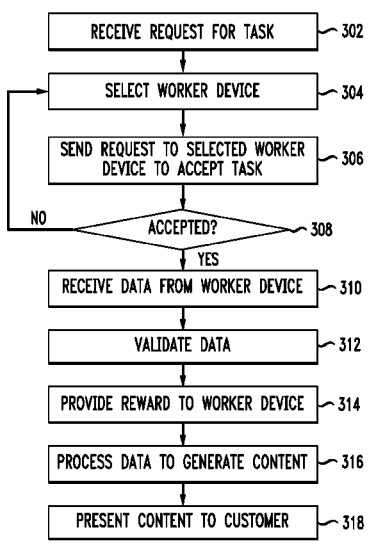 RECEIVE REQUEST FOR TASK 302
SELECT WORKER DEVICE 304
SEND REQUEST TO SELECTED WORKER
DEVICE TO ACCEPT TASK 306
ACCEPTED? 308
NO
YES
RECEIVE DATA FROM WORKER DEVICE 310
VALIDATE DATA 312
PROVIDE REWARD TO WORKER DEVICE 314
PROCESS DATA TO GENERATE CONTENT 316
PRESENT CONTENT TO CUSTOMER 318